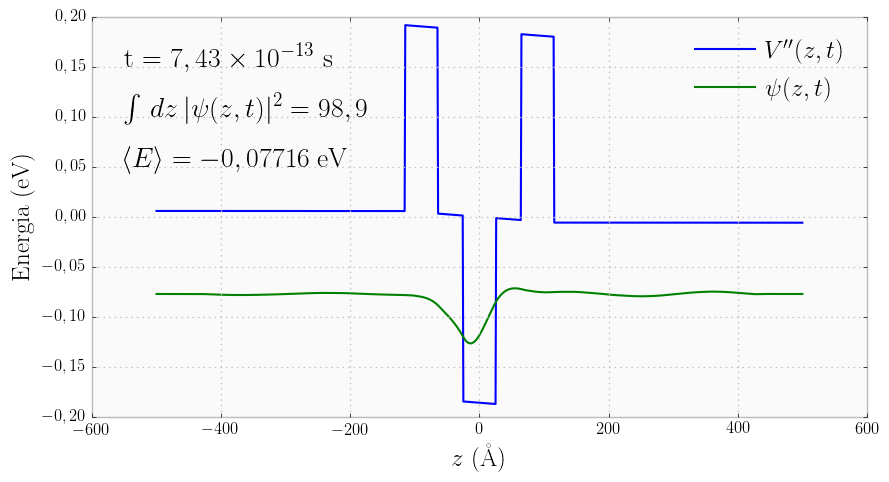 t = 7,43 × 10⁻¹³ s
∫ dz |ψ(z,t)|² = 98,9
⟨E⟩ = −0,07716 eV
V″(z,t)
ψ(z,t)
Energia (eV)
0,20
0,15
0,10
0,05
0,00
−0,05
−0,10
−0,15
−0,20
−600 −400 −200 0 200 400 600
z (Å)